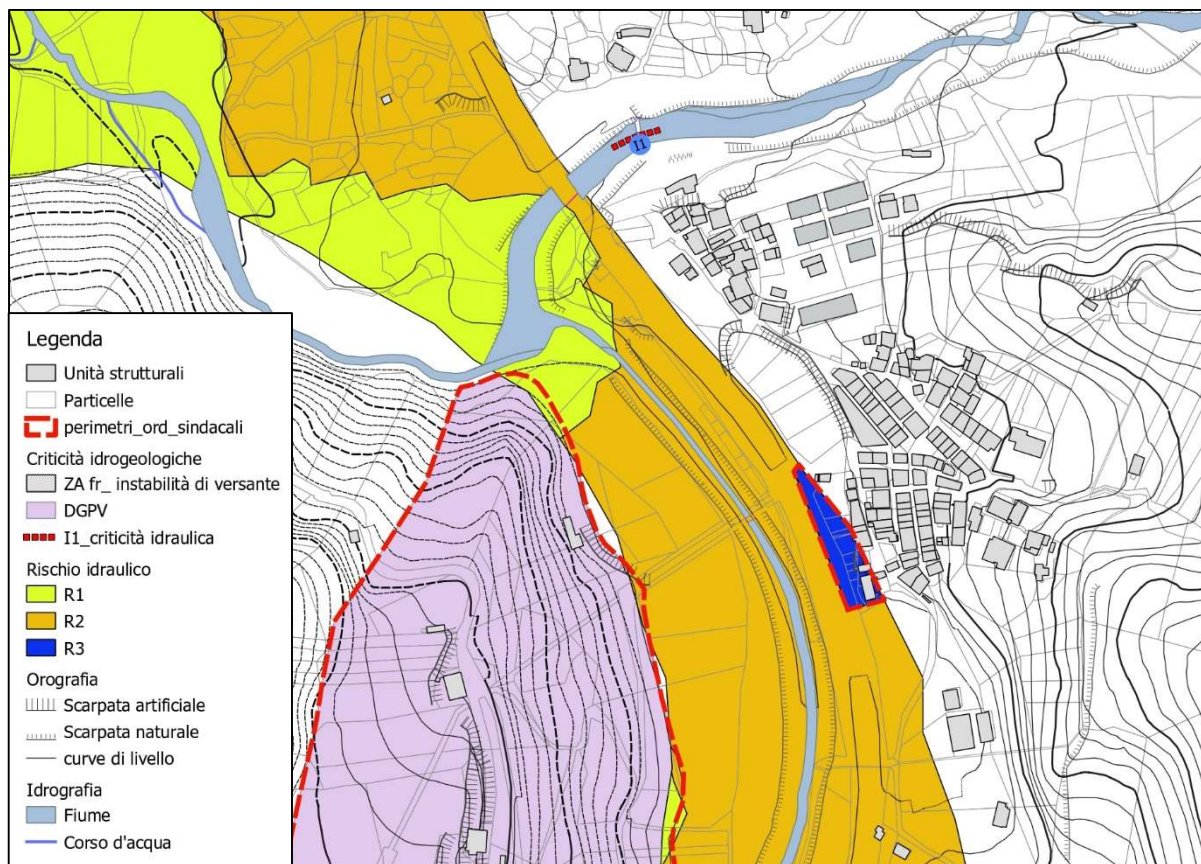 I1
Legenda
Unità strutturali
Particelle
perimetri_ord_sindacali
Criticità idrogeologiche
ZA fr_ instabilità di versante
DGPV
I1_criticità idraulica
Rischio idraulico
R1
R2
R3
Orografia
Scarpata artificiale
Scarpata naturale
curve di livello
Idrografia
Fiume
Corso d'acqua